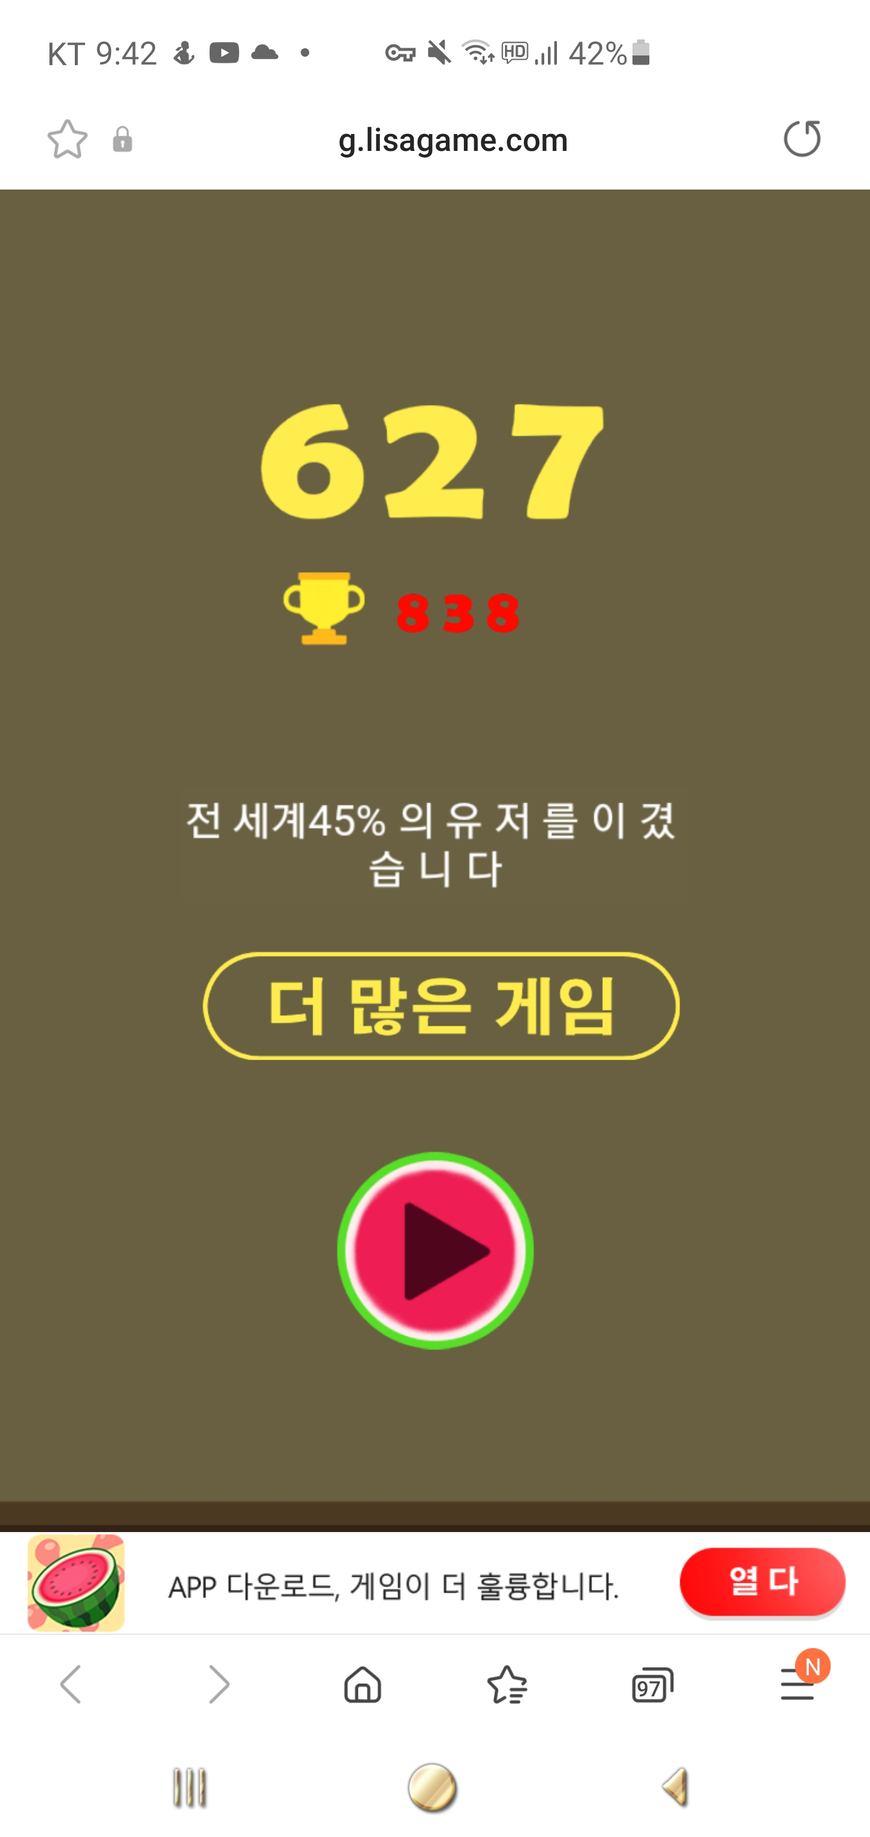 KT 9:42 HD 42%
g.lisagame.com
627
838
전 세계45% 의 유 저 를 이 겼
습 니 다
더 많은 게임
APP 다운로드, 게임이 더 훌륭합니다.
열 다
97 N